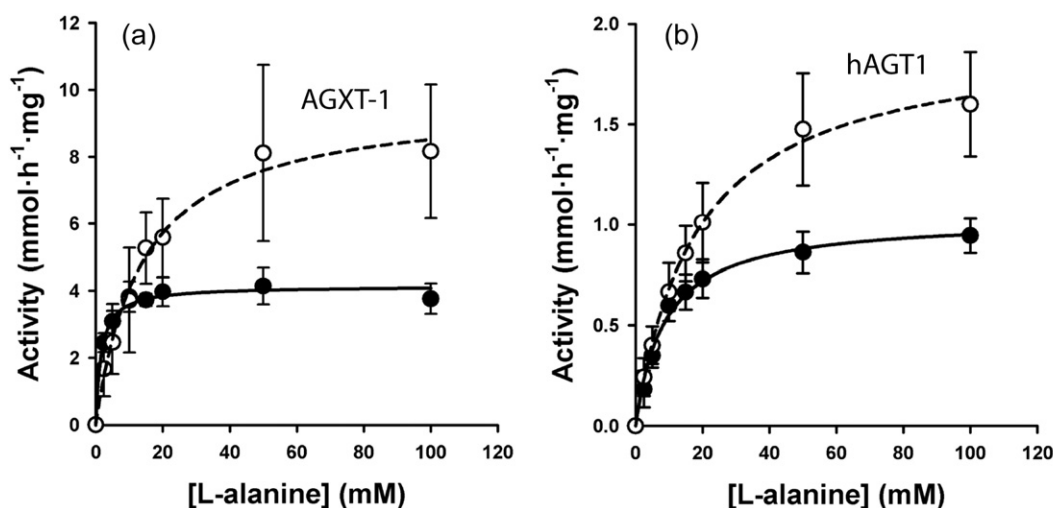 (a)
AGXT-1
12
10
8
6
4
2
0
Activity (mmol·h⁻¹·mg⁻¹)
0 20 40 60 80 100 120
[L-alanine] (mM)
(b)
hAGT1
2.0
1.5
1.0
0.5
0.0
Activity (mmol·h⁻¹·mg⁻¹)
0 20 40 60 80 100 120
[L-alanine] (mM)